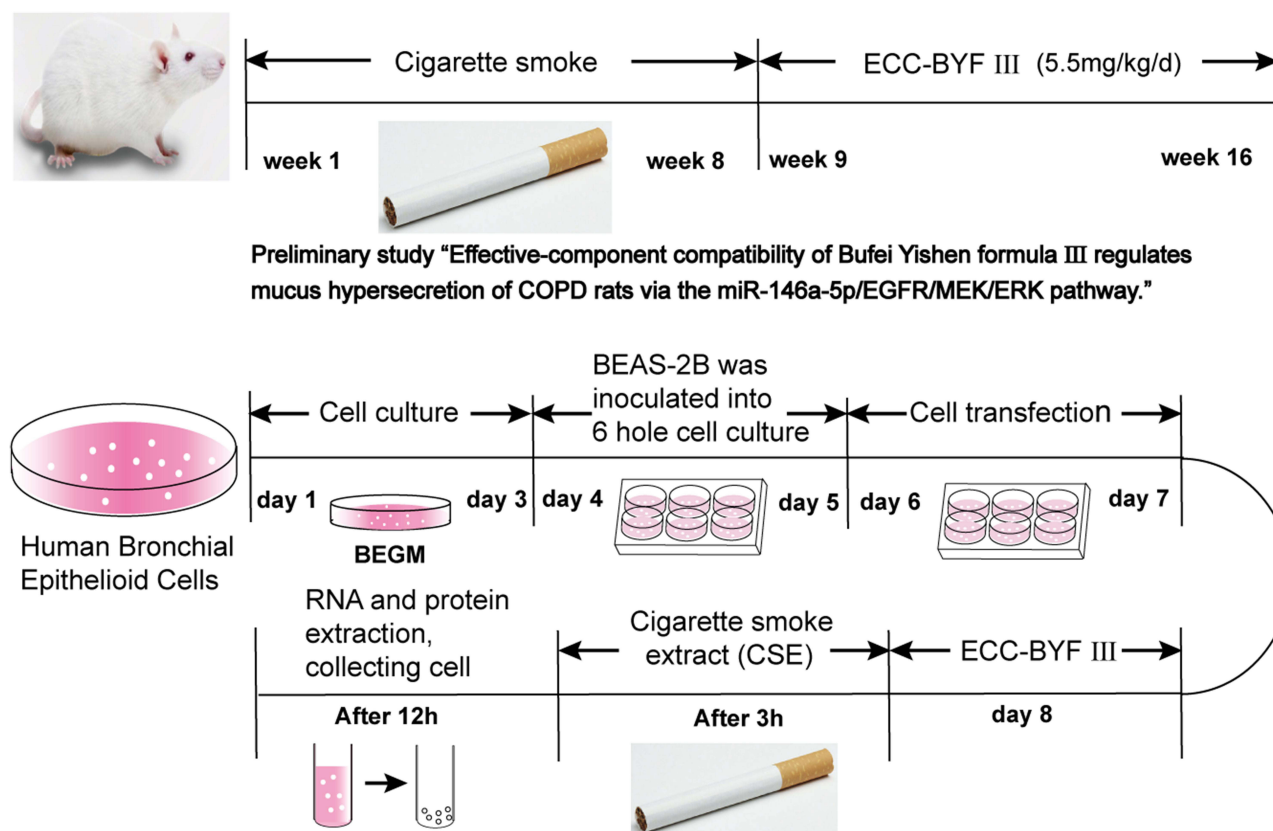 Cigarette smoke
ECC-BYF III (5.5mg/kg/d)
week 1
week 8
week 9
week 16
Preliminary study “Effective-component compatibility of Bufei Yishen formula III regulates
mucus hypersecretion of COPD rats via the miR-146a-5p/EGFR/MEK/ERK pathway.”
Human Bronchial
Epithelioid Cells
Cell culture
BEAS-2B was
inoculated into
6 hole cell culture
Cell transfection
day 1
day 3
day 4
day 5
day 6
day 7
BEGM
RNA and protein
extraction,
collecting cell
Cigarette smoke
extract (CSE)
ECC-BYF III
After 12h
After 3h
day 8